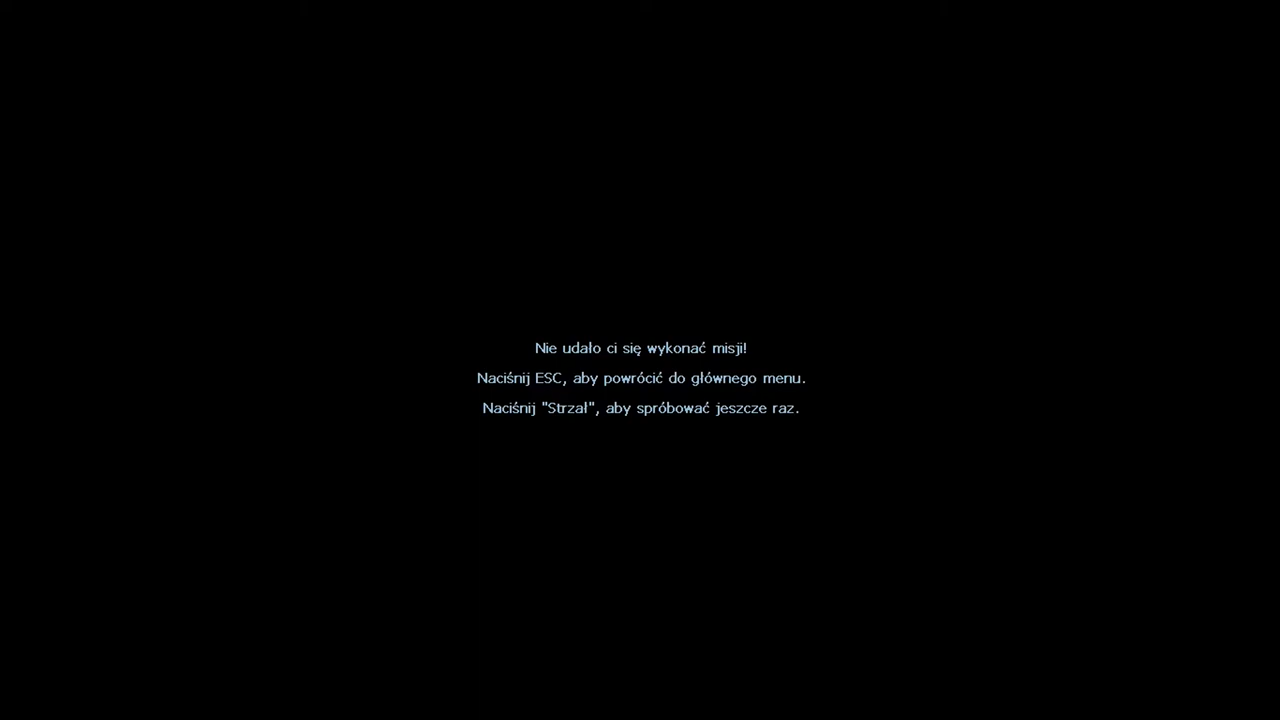 Nie udało ci się wykonać misji!
Naciśnij ESC, aby powrócić do głównego menu.
Naciśnij "Strzał", aby spróbować jeszcze raz.